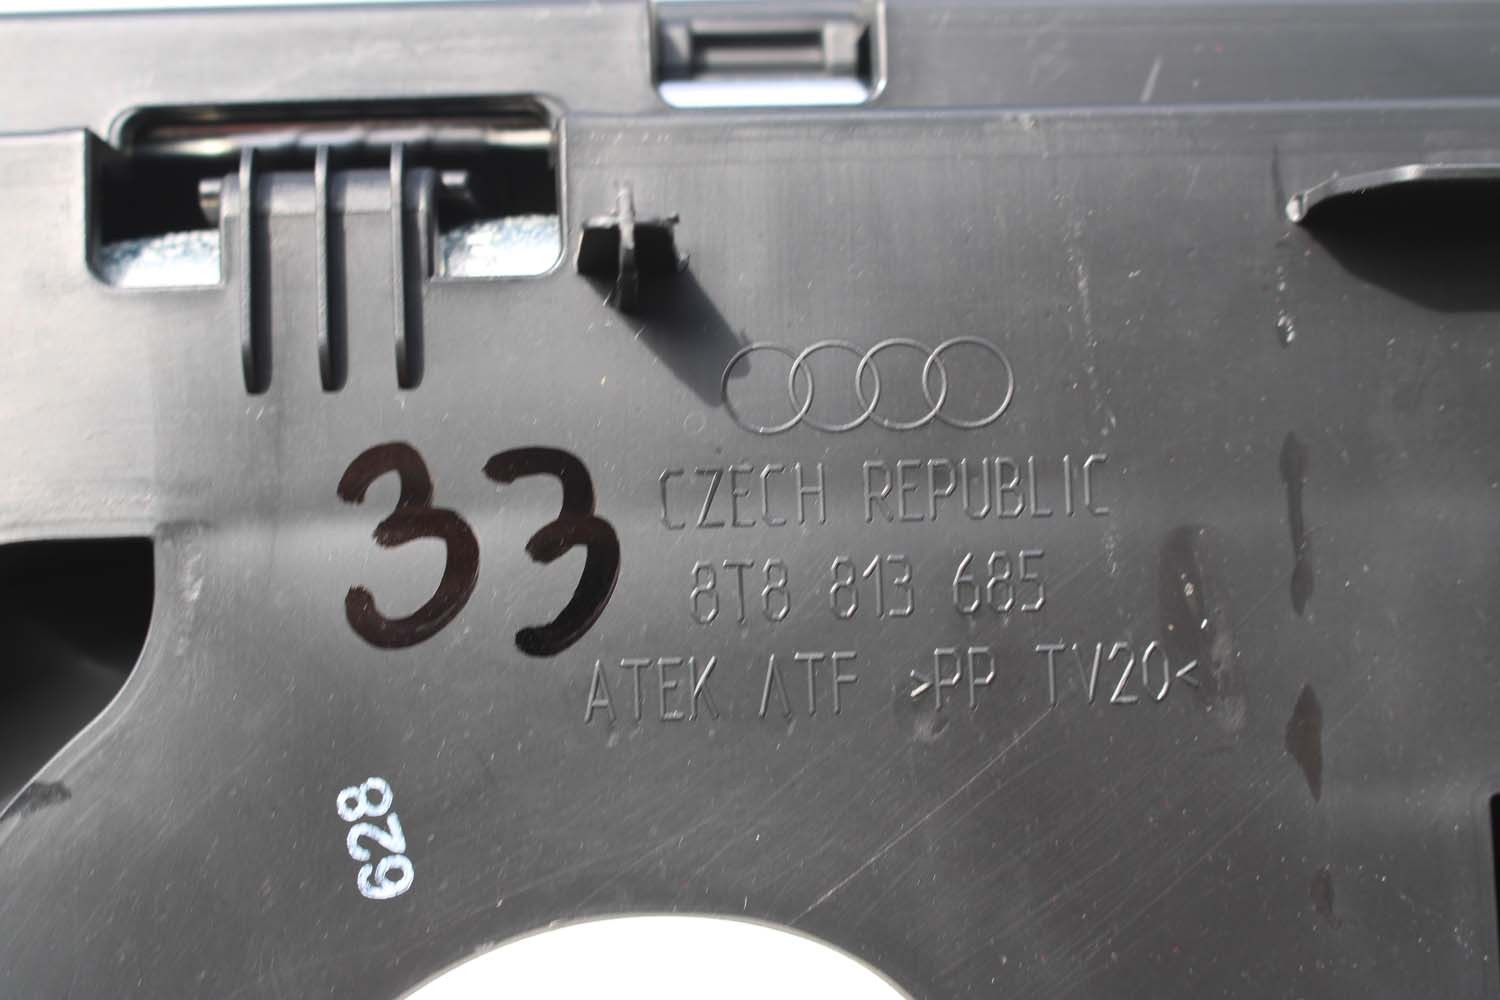 33
CZECH REPUBLIC
8T8 813 685
ATEK ATF >PP TV20<
628